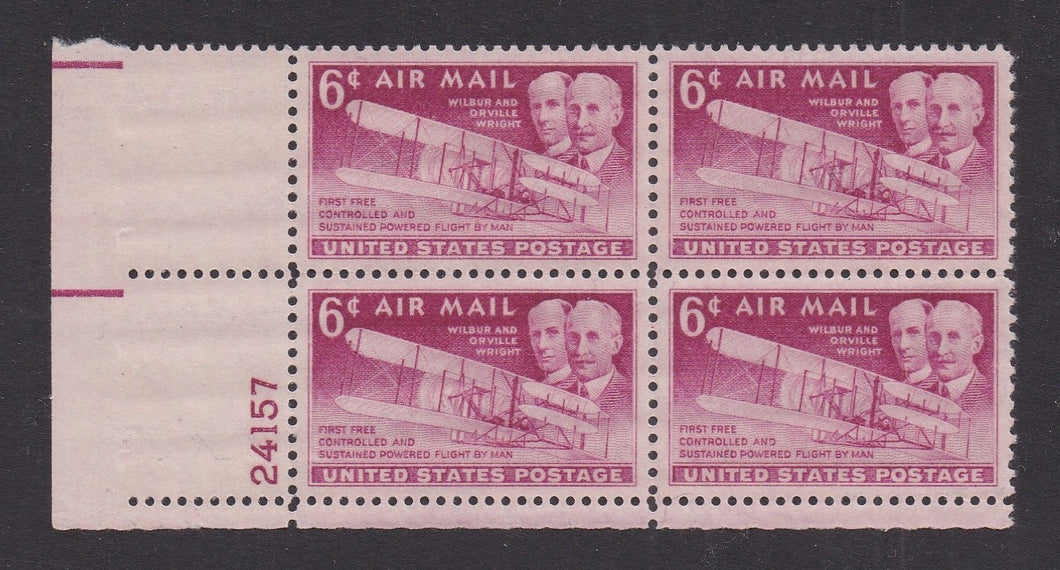 6¢ AIR MAIL
WILBUR AND
ORVILLE
WRIGHT
FIRST FREE
CONTROLLED AND
SUSTAINED POWERED FLIGHT BY MAN
UNITED STATES POSTAGE
6¢ AIR MAIL
WILBUR AND
ORVILLE
WRIGHT
FIRST FREE
CONTROLLED AND
SUSTAINED POWERED FLIGHT BY MAN
UNITED STATES POSTAGE
24157
6¢ AIR MAIL
WILBUR AND
ORVILLE
WRIGHT
FIRST FREE
CONTROLLED AND
SUSTAINED POWERED FLIGHT BY MAN
UNITED STATES POSTAGE
6¢ AIR MAIL
WILBUR AND
ORVILLE
WRIGHT
FIRST FREE
CONTROLLED AND
SUSTAINED POWERED FLIGHT BY MAN
UNITED STATES POSTAGE